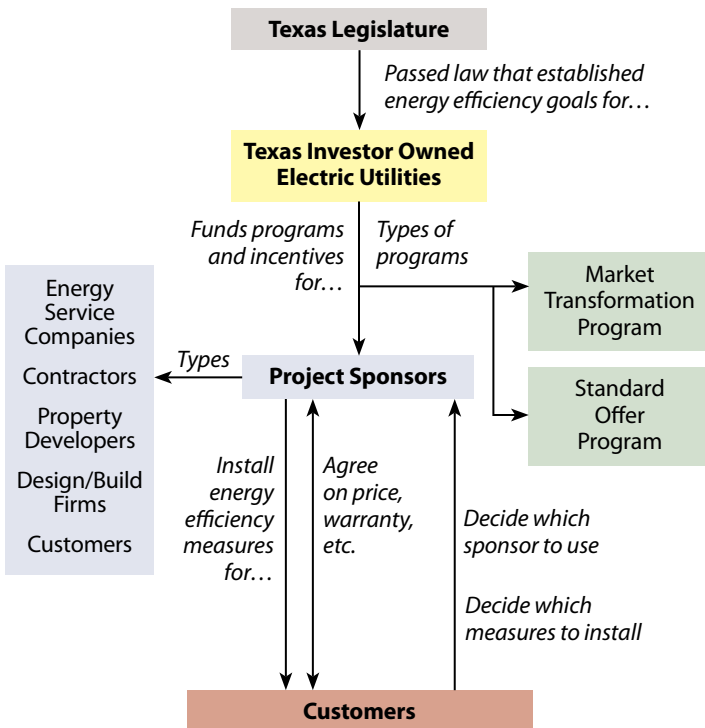 Texas Legislature
Passed law that established
energy efficiency goals for…
Texas Investor Owned
Electric Utilities
Funds programs
and incentives
for…
Types of
programs
Market
Transformation
Program
Standard
Offer
Program
Energy
Service
Companies
Contractors
Property
Developers
Design/Build
Firms
Customers
Types
Project Sponsors
Install
energy
efficiency
measures
for…
Agree
on price,
warranty,
etc.
Decide which
sponsor to use
Decide which
measures to install
Customers